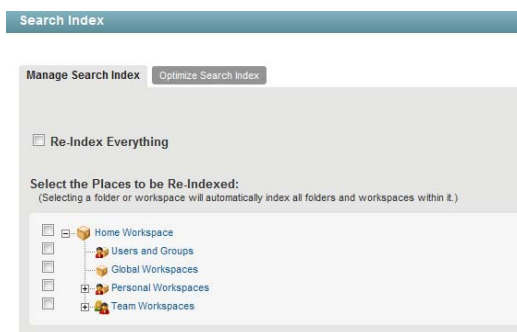 Search Index
Manage Search Index Optimize Search Index
Re-Index Everything
Select the Places to be Re-Indexed:
(Selecting a folder or workspace will automatically index all folders and workspaces within it.)
Home Workspace
Users and Groups
Global Workspaces
Personal Workspaces
Team Workspaces